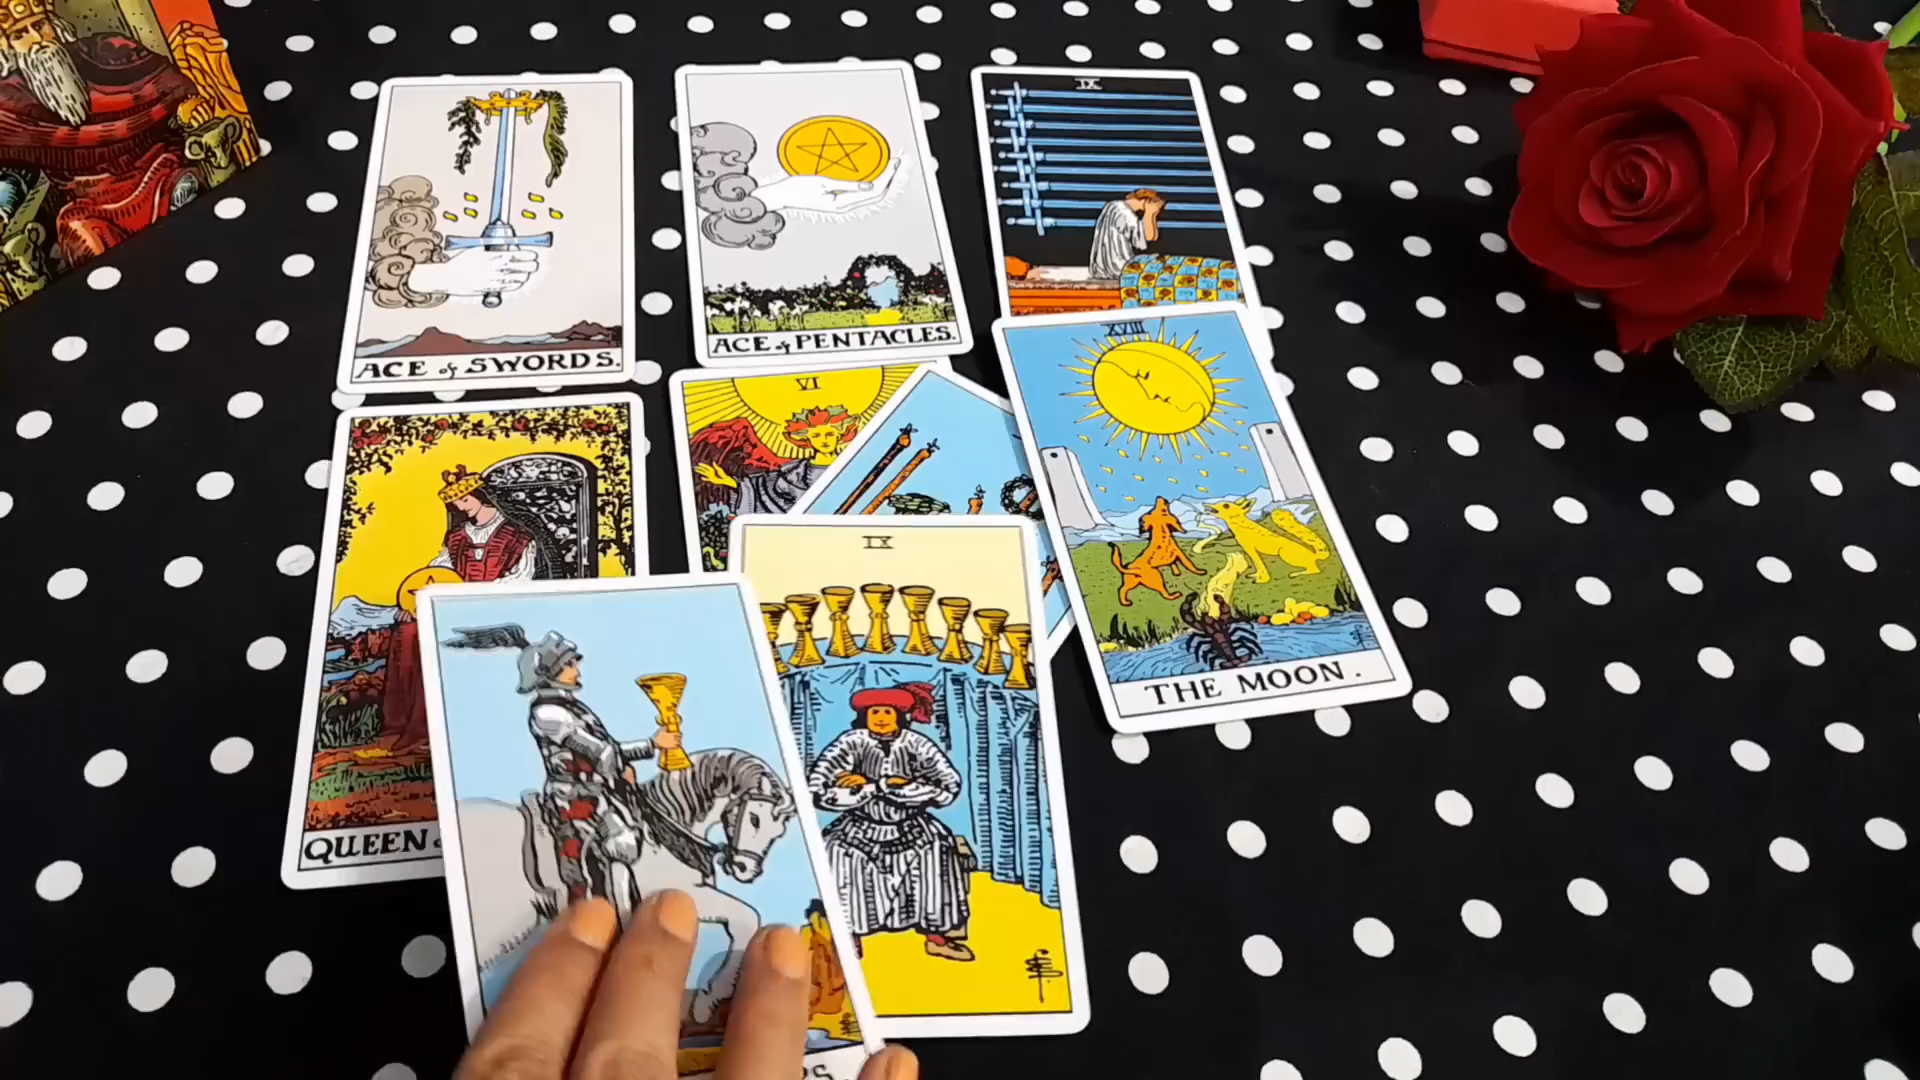 ACE of SWORDS.
ACE of PENTACLES.
IX
VI
XVIII
THE MOON.
QUEEN
IX